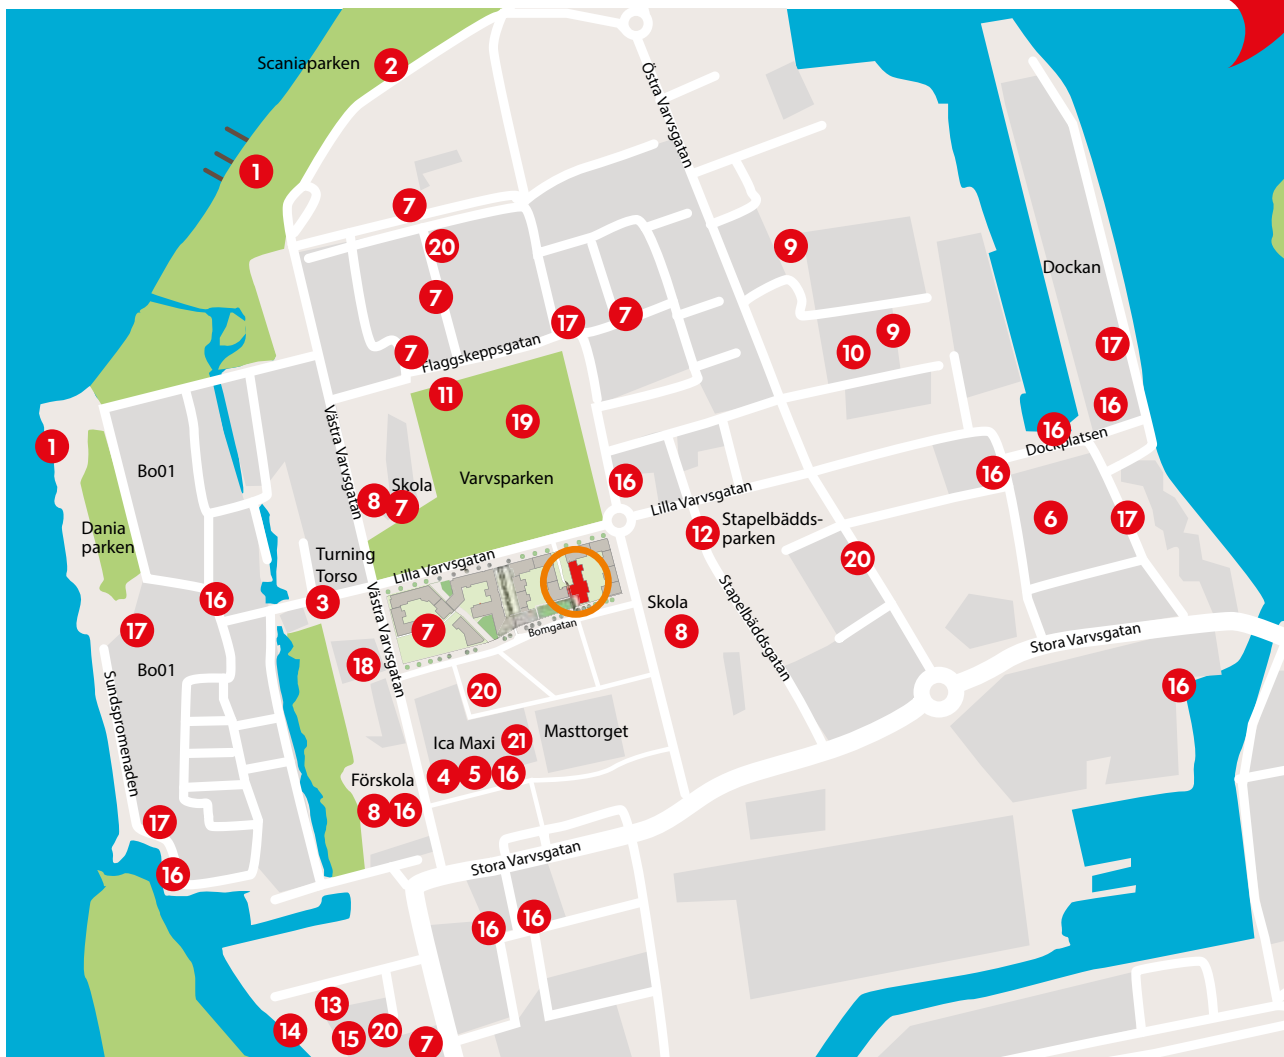 Scaniaparken
2
Östra Varvsgatan
1
7
20
9
7
Dockan
17
7
9
10
17
7
Flaggskeppsgatan
11
19
16
16
Dockplatsen
1
Bo01
Västra Varvsgatan
Varvsparken
Skola
8
7
16
Lilla Varvsgatan
16
6
17
Dania
parken
12
Stapelbädds-
parken
20
Turning
Torso
Lilla Varvsgatan
16
3
17
Västra Varvsgatan
7
Bomgatan
Skola
8
Stapelbäddsgatan
Stora Varvsgatan
Bo01
18
20
16
Sundspromenaden
Ica Maxi
21
Masttorget
4
5
16
Förskola
8
16
17
16
Stora Varvsgatan
16
16
13
14
15
20
7